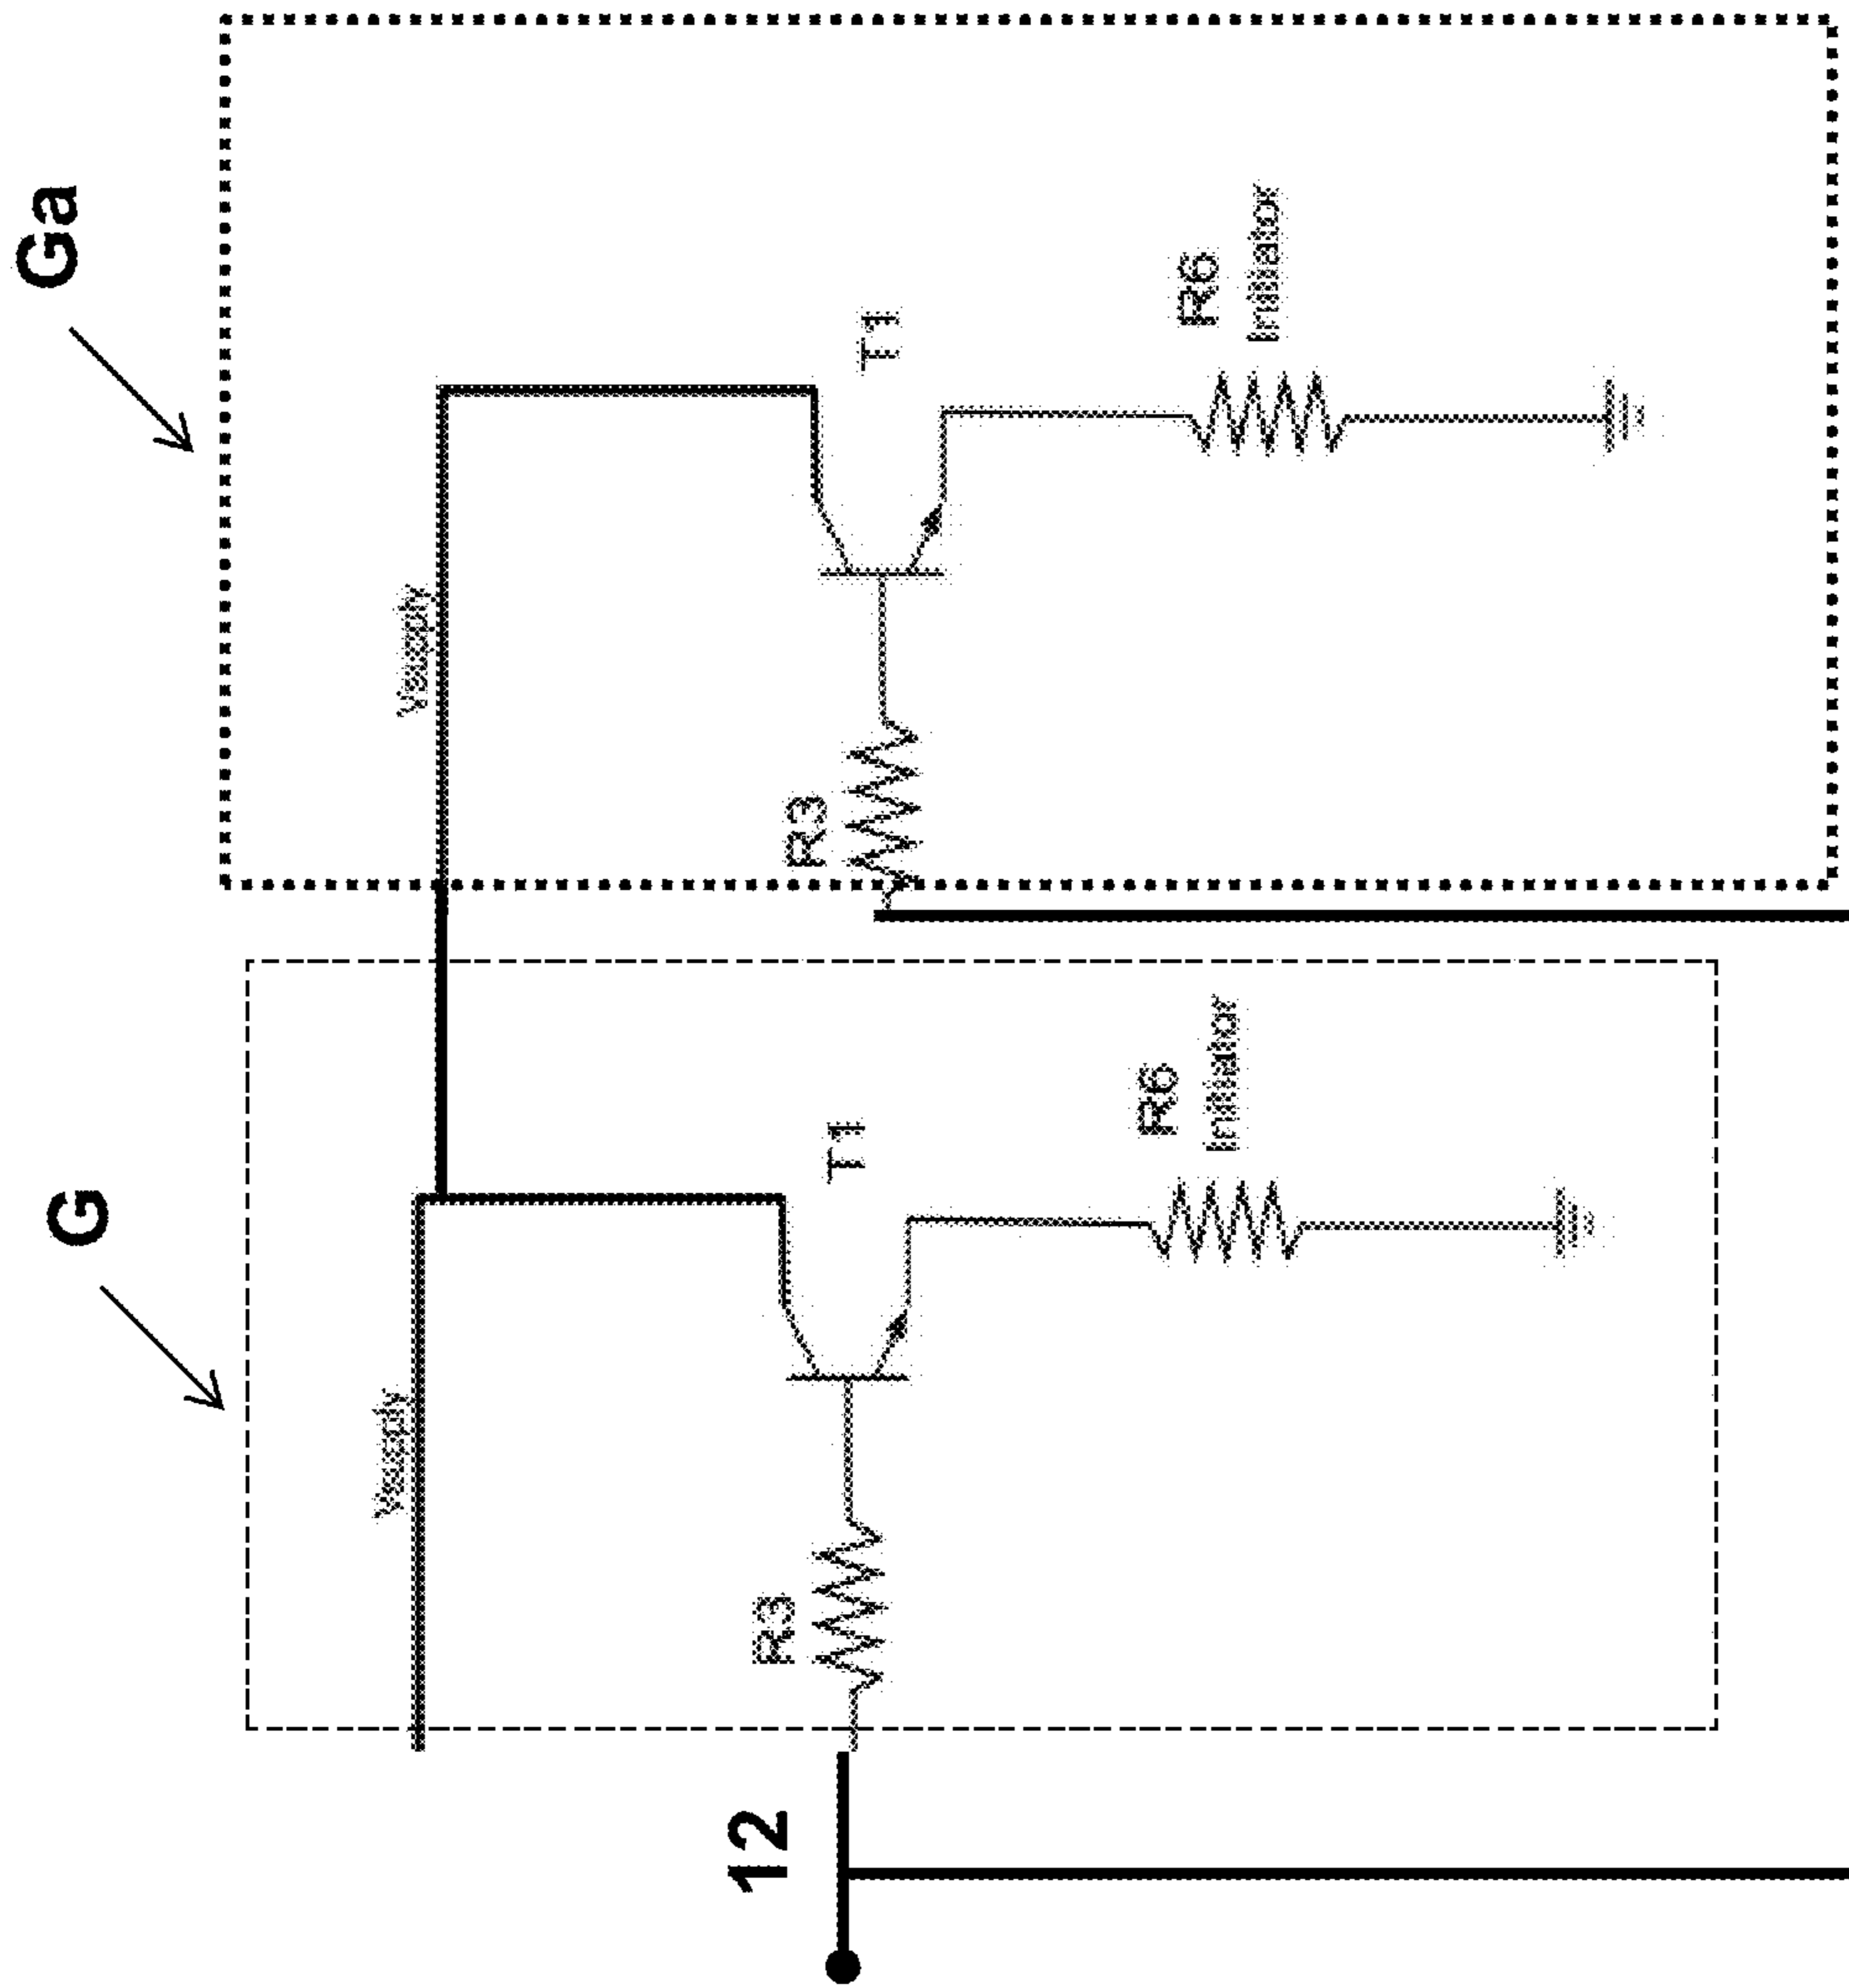 G
Ga
Vsupply
Vsupply
12
R3
T1
R3
T1
R6
Initiator
R6
Initiator